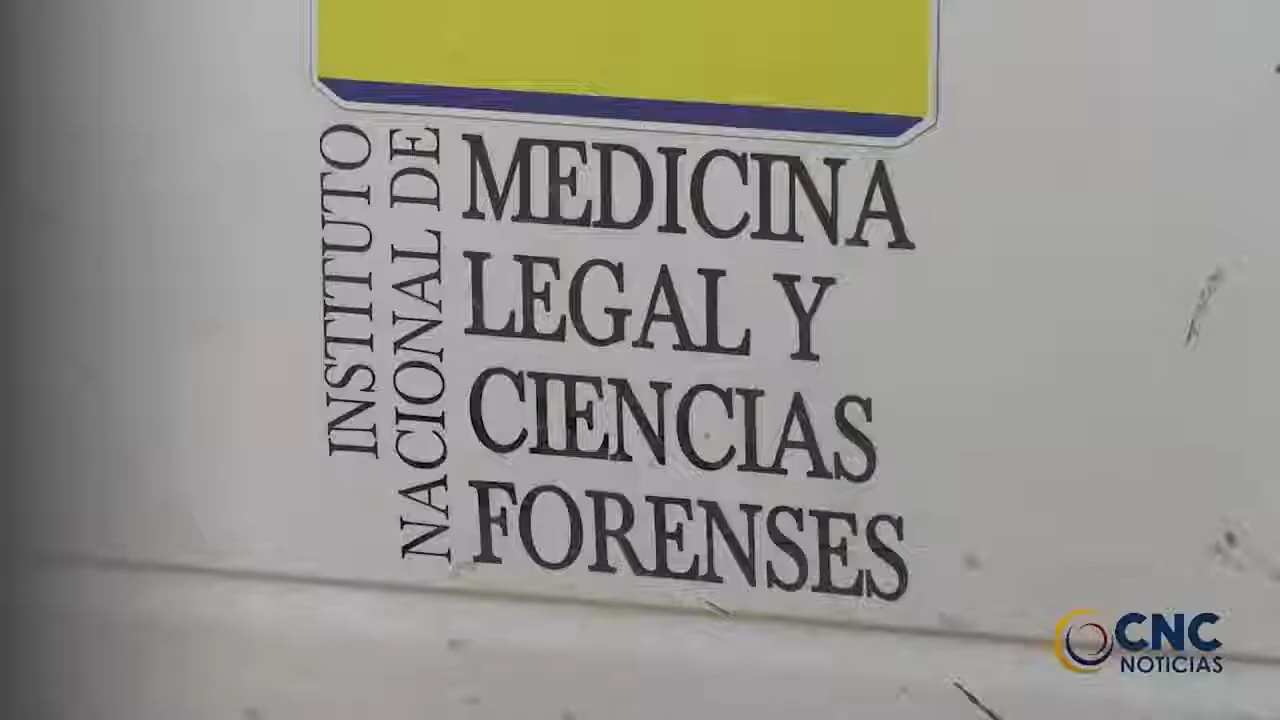 INSTITUTO
NACIONAL DE
MEDICINA
LEGAL Y
CIENCIAS
FORENSES
CNC
NOTICIAS